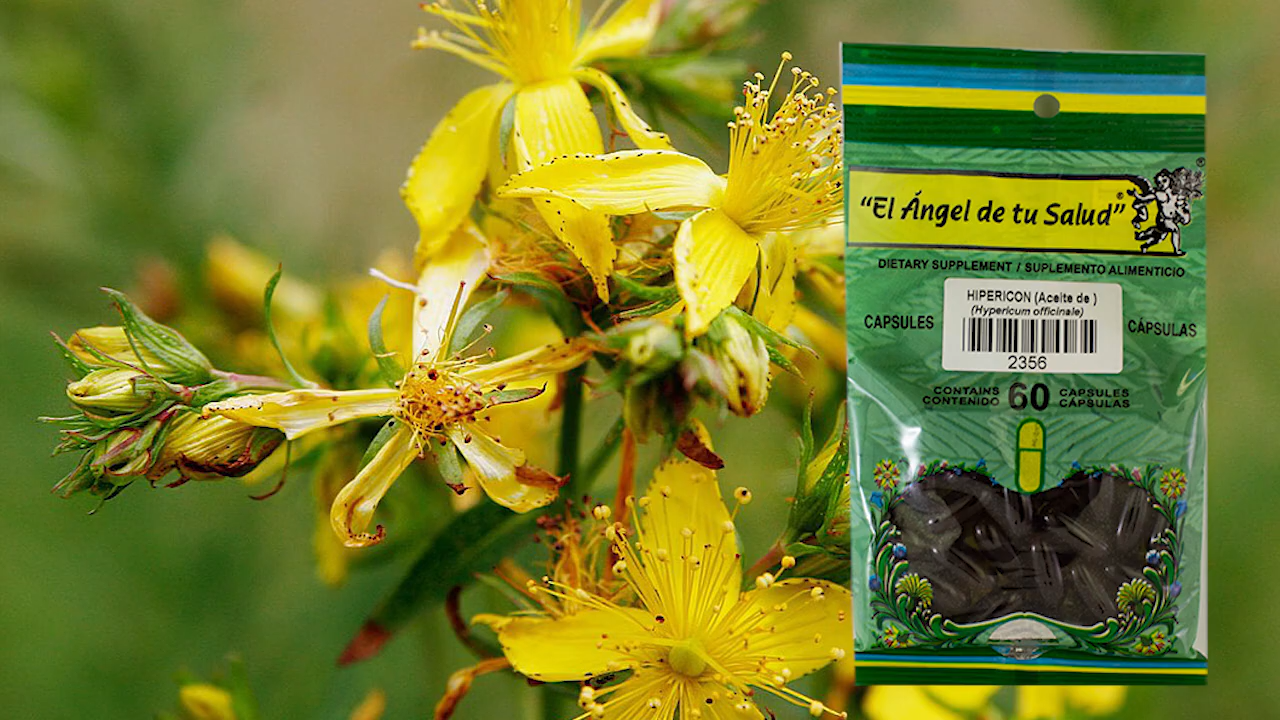 “El Ángel de tu Salud”®
®
DIETARY SUPPLEMENT / SUPLEMENTO ALIMENTICIO
HIPERICON (Aceite de )
(Hypericum officinale)
CAPSULES
CÁPSULAS
2356
CONTAINS 60 CAPSULES
CONTENIDO CÁPSULAS